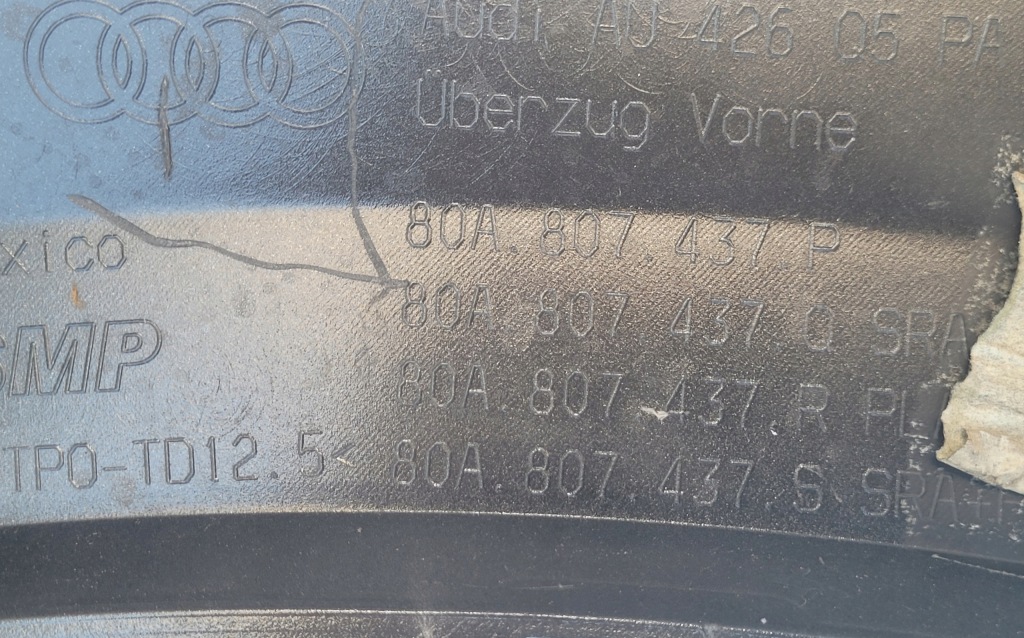 Audi AU 426 Q5 PA
Überzug Vorne
80A. 807. 437. P
xico
80A. 807. 437. Q SRA
SMP
80A. 807. 437. R PL
TPO-TD12.5< 80A. 807. 437. S SRA+P